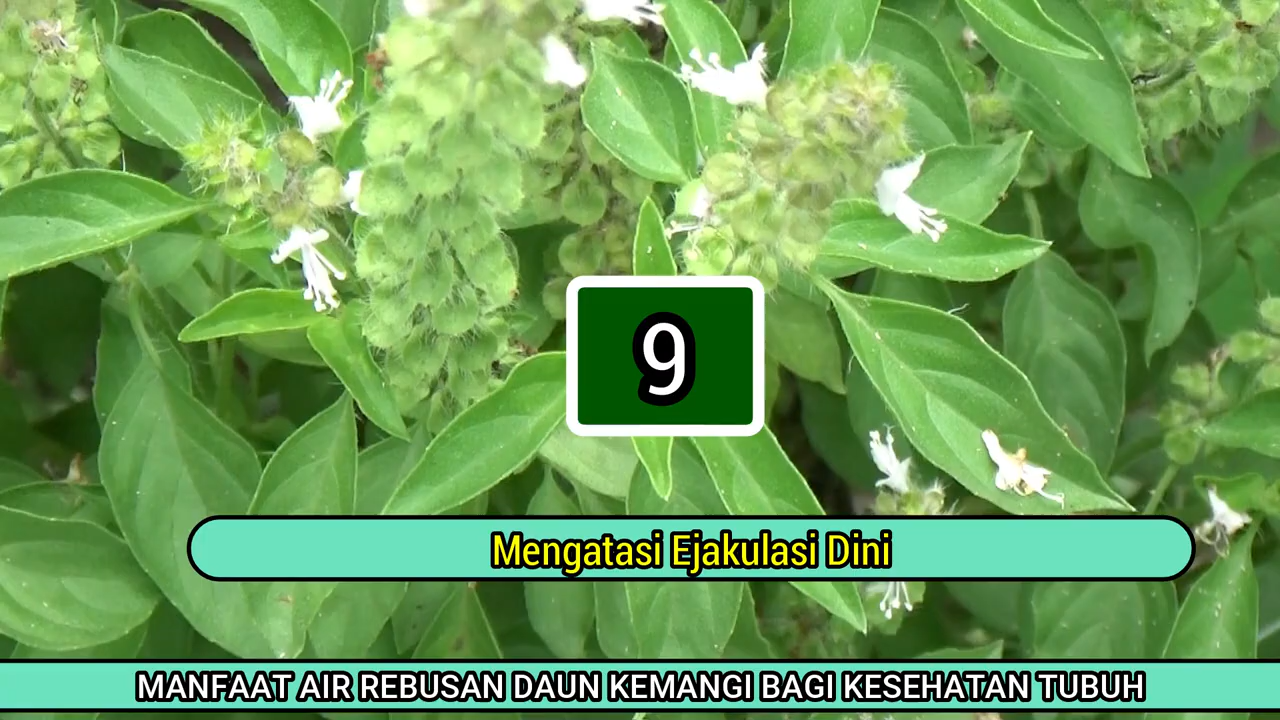 9
Mengatasi Ejakulasi Dini
MANFAAT AIR REBUSAN DAUN KEMANGI BAGI KESEHATAN TUBUH